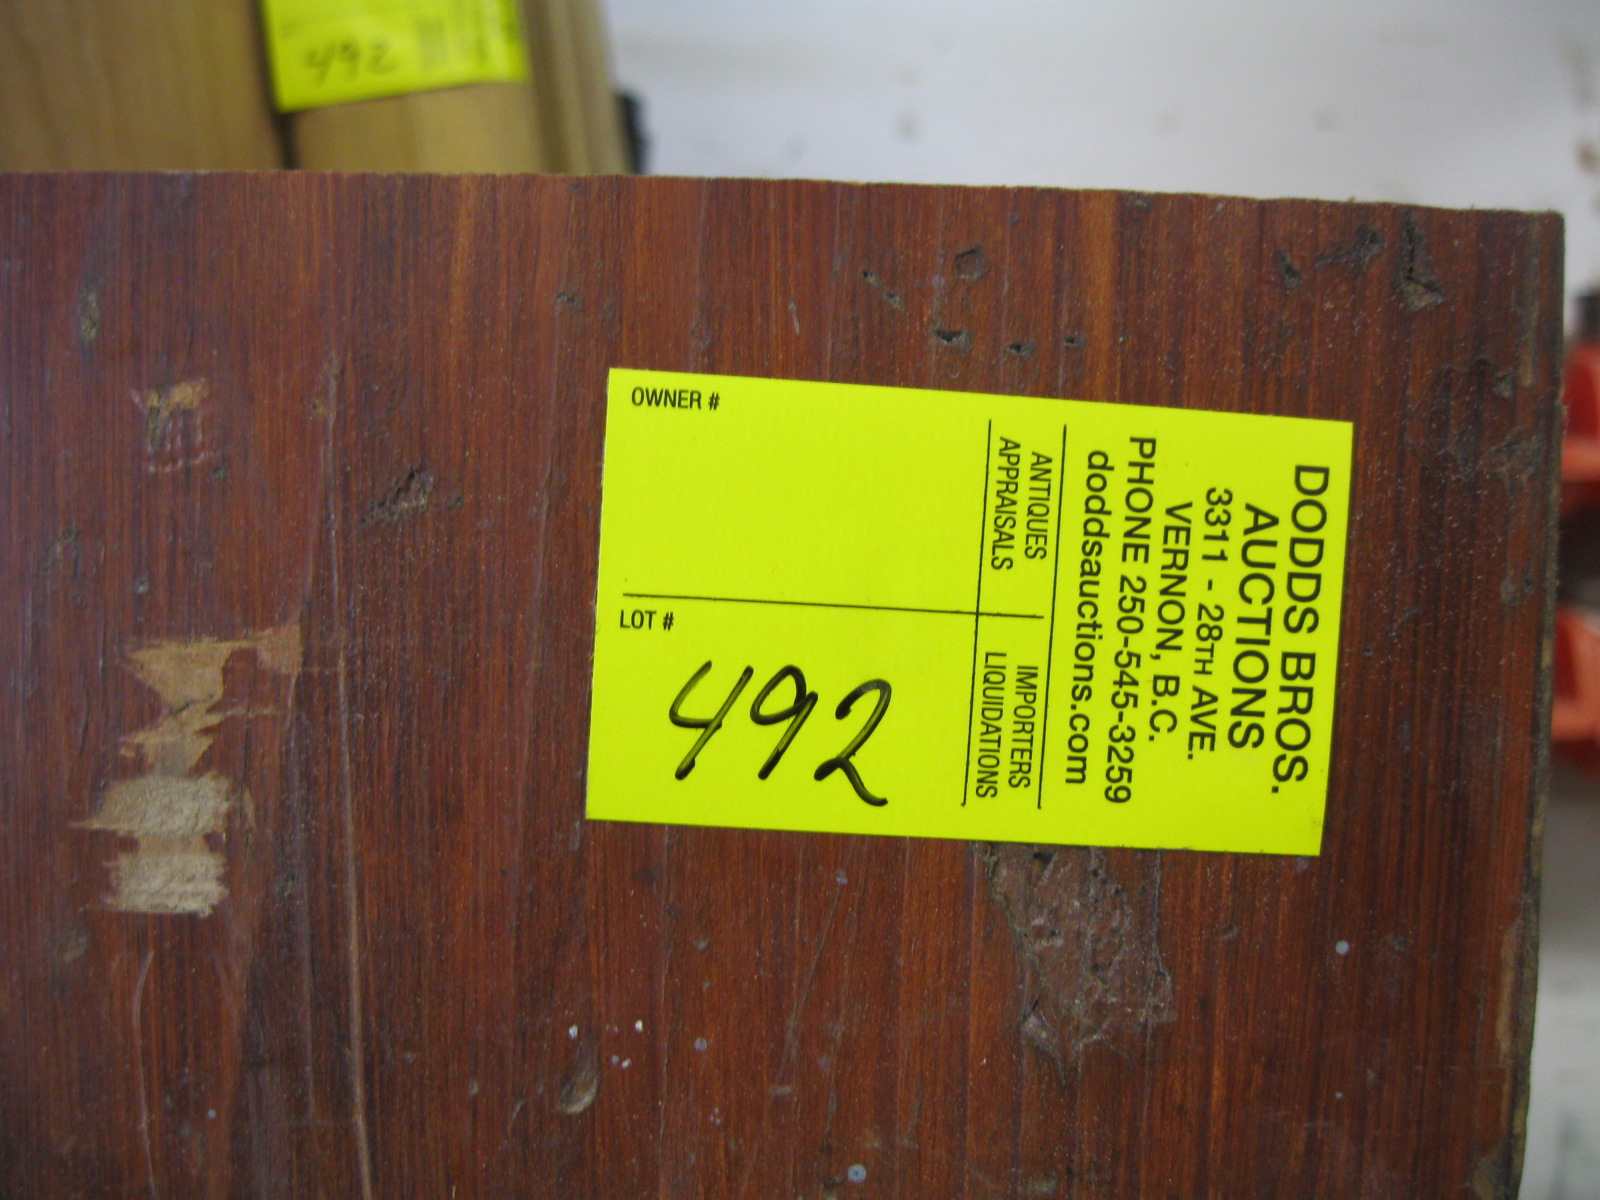 DODDS BROS.
AUCTIONS
3311 - 28TH AVE.
VERNON, B.C.
PHONE 250-545-3259
doddsauctions.com
ANTIQUES
APPRAISALS
IMPORTERS
LIQUIDATIONS
OWNER #
LOT #
492
492